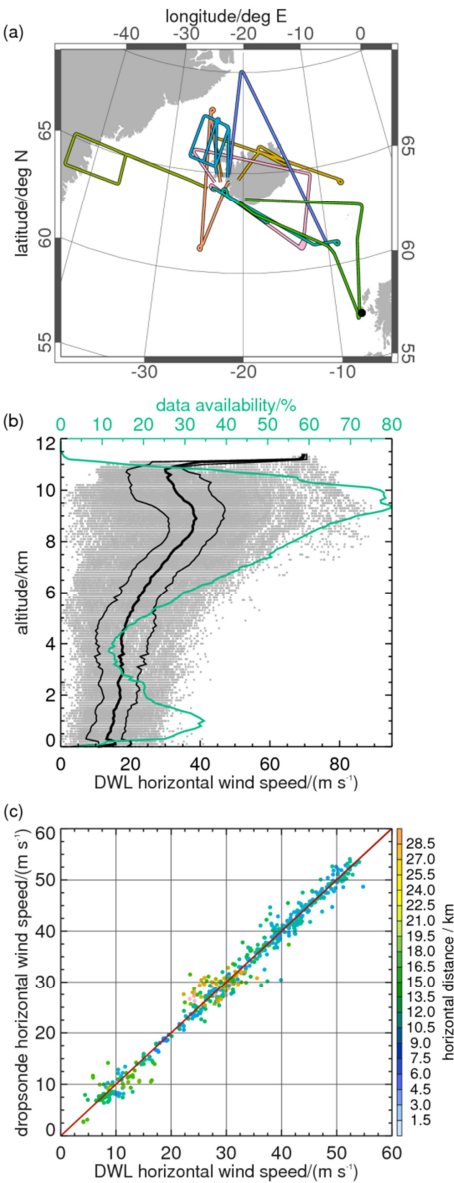 longitude/deg E
(a)
-40 -30 -20 -10 0
65
60
55
latitude/deg N
65
60
55
-30 -20 -10
(b)
data availability/%
0 20 40 60 80
12
10
8
6
4
2
0
altitude/km
0 20 40 60 80
DWL horizontal wind speed/(m s⁻¹)
(c)
60
50
40
30
20
10
0
dropsonde horizontal wind speed/(m s⁻¹)
0 10 20 30 40 50 60
DWL horizontal wind speed/(m s⁻¹)
28.5
27.0
25.5
24.0
22.5
21.0
19.5
18.0
16.5
15.0
13.5
12.0
10.5
9.0
7.5
6.0
4.5
3.0
1.5
horizontal distance / km